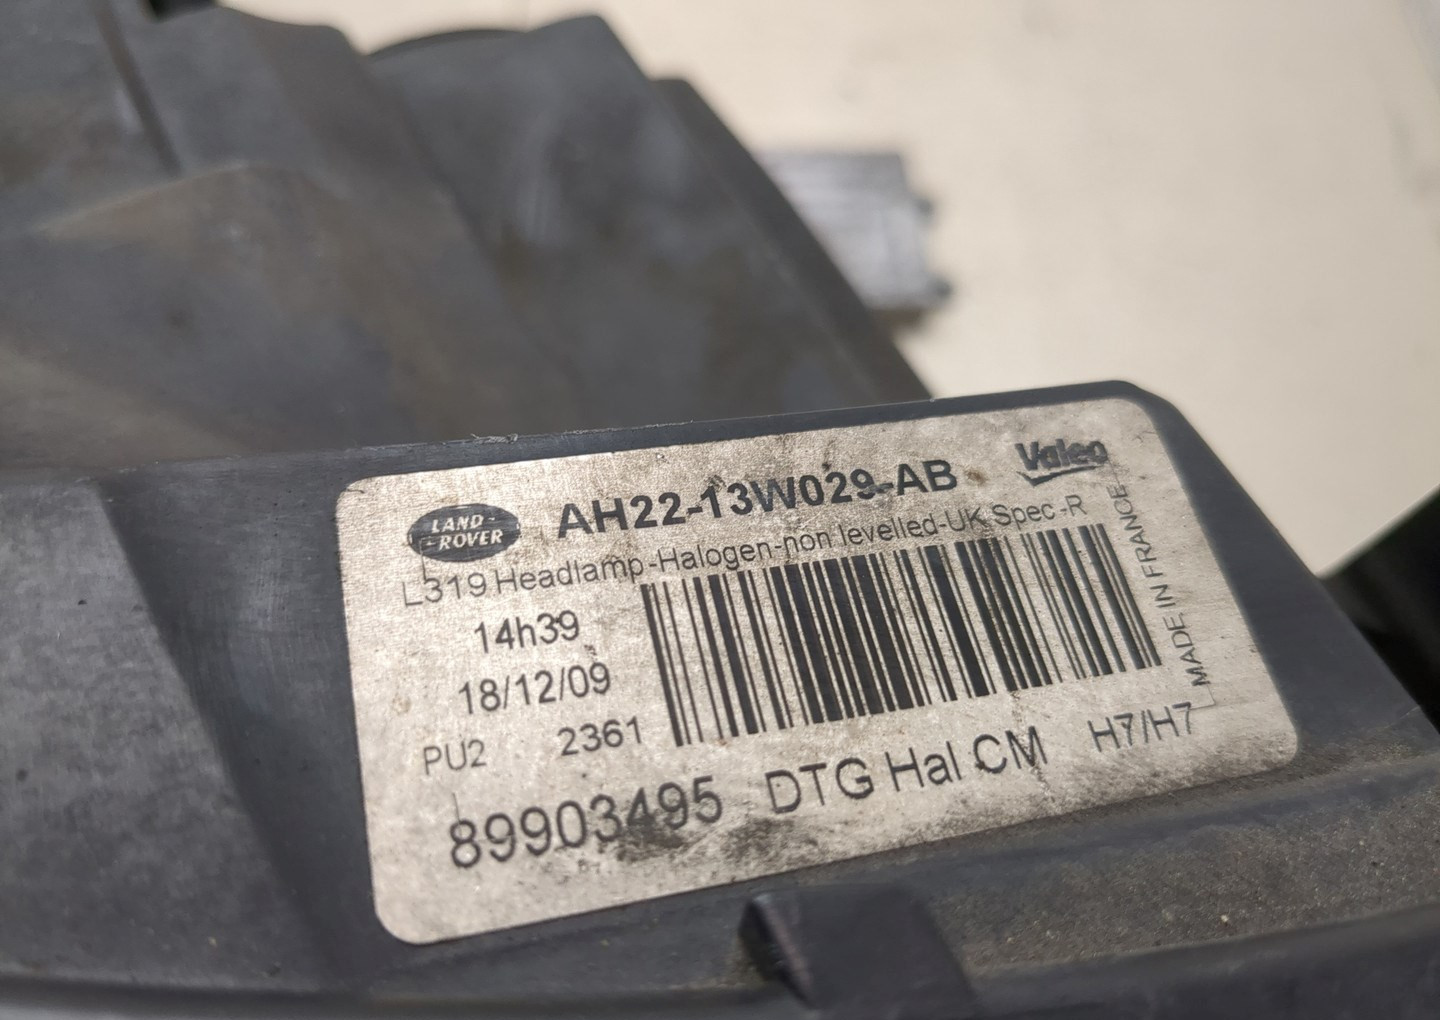 LAND-
-ROVER
AH22-13W029-AB
Valeo
L319 Headlamp-Halogen-non levelled-UK Spec-R
14h39
18/12/09
PU2 2361
MADE IN FRANCE
89903495 DTG Hal CM H7/H7